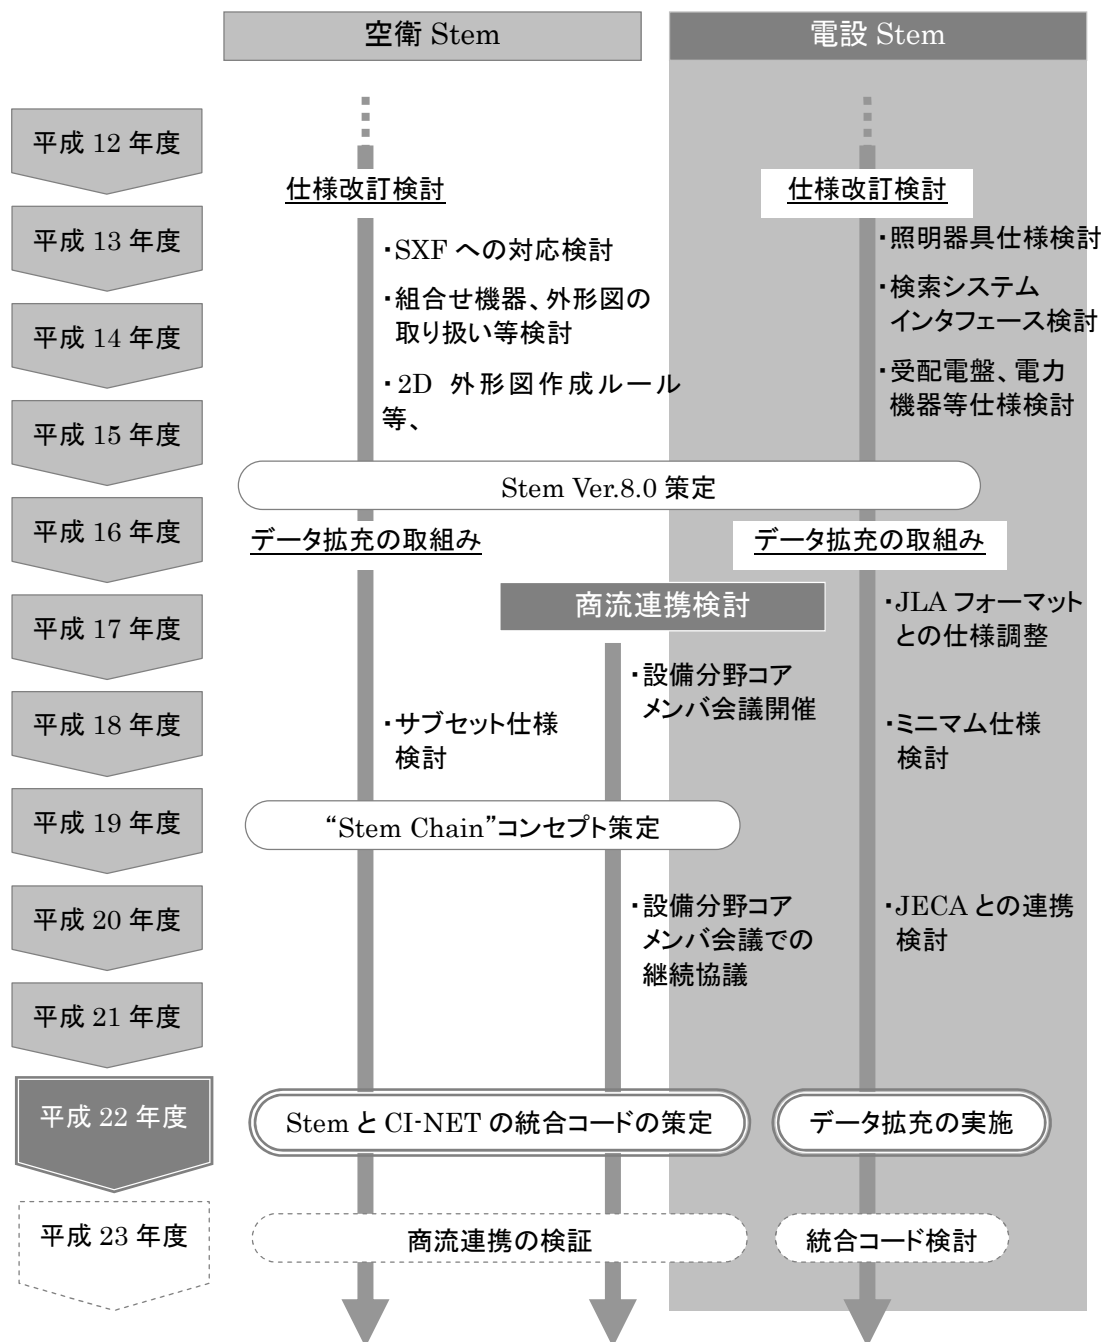 空衛 Stem
電設 Stem
平成 12 年度
仕様改訂検討
仕様改訂検討
平成 13 年度
・SXF への対応検討
・照明器具仕様検討
・組合せ機器、外形図の
取り扱い等検討
・検索システム
インタフェース検討
平成 14 年度
・2D 外形図作成ルール
等、
・受配電盤、電力
機器等仕様検討
平成 15 年度
Stem Ver.8.0 策定
平成 16 年度
データ拡充の取組み
データ拡充の取組み
商流連携検討
平成 17 年度
・JLA フォーマット
との仕様調整
・設備分野コア
メンバ会議開催
平成 18 年度
・サブセット仕様
検討
・ミニマム仕様
検討
平成 19 年度
“Stem Chain”コンセプト策定
平成 20 年度
・設備分野コア
メンバ会議での
継続協議
・JECA との連携
検討
平成 21 年度
平成 22 年度
Stem と CI-NET の統合コードの策定
データ拡充の実施
平成 23 年度
商流連携の検証
統合コード検討